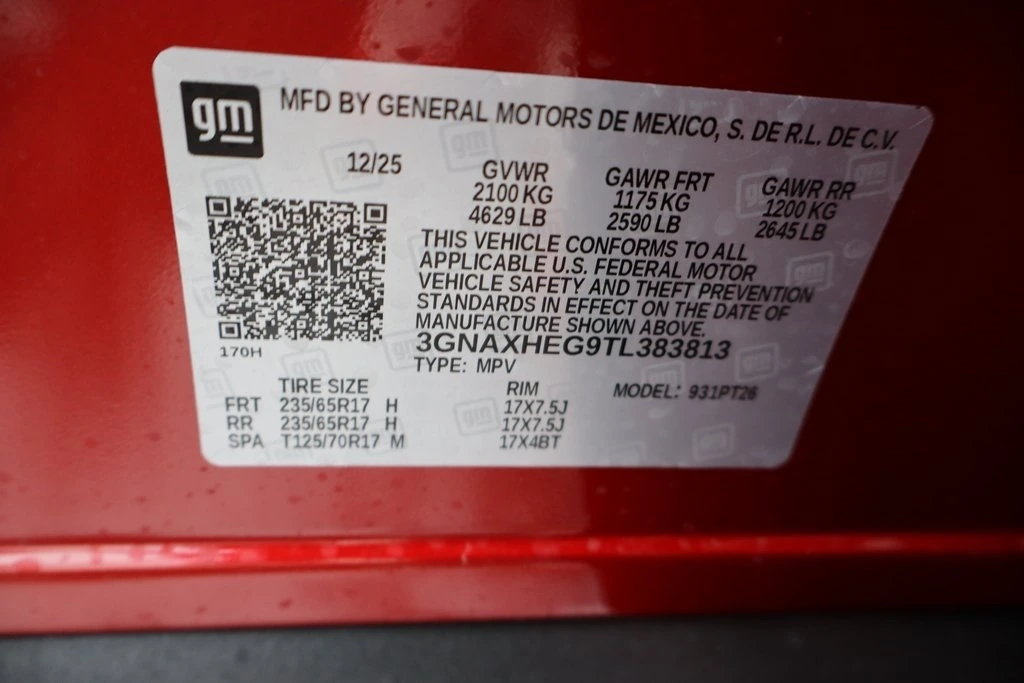 gm MFD BY GENERAL MOTORS DE MEXICO, S. DE R.L. DE C.V.
12/25 GVWR GAWR FRT GAWR RR
2100 KG 1175 KG 1200 KG
4629 LB 2590 LB 2645 LB
THIS VEHICLE CONFORMS TO ALL
APPLICABLE U.S. FEDERAL MOTOR
VEHICLE SAFETY AND THEFT PREVENTION
STANDARDS IN EFFECT ON THE DATE OF
MANUFACTURE SHOWN ABOVE.
3GNAXHEG9TL383813
170H
TYPE: MPV
TIRE SIZE RIM MODEL: 931PT26
FRT 235/65R17 H 17X7.5J
RR 235/65R17 H 17X7.5J
SPA T125/70R17 M 17X4BT